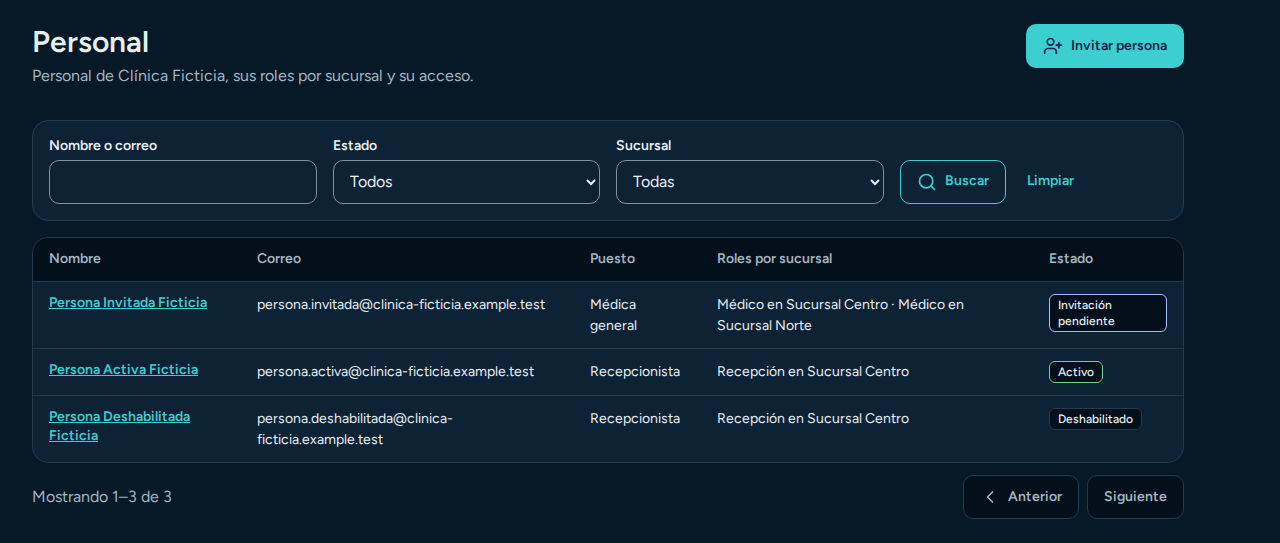 Personal
Invitar persona
Personal de Clínica Ficticia, sus roles por sucursal y su acceso.
Nombre o correo
Estado
Sucursal
Todos
Todas
Buscar
Limpiar
Nombre
Correo
Puesto
Roles por sucursal
Estado
Persona Invitada Ficticia
persona.invitada@clinica-ficticia.example.test
Médica
general
Médico en Sucursal Centro · Médico en
Sucursal Norte
Invitación
pendiente
Persona Activa Ficticia
persona.activa@clinica-ficticia.example.test
Recepcionista
Recepción en Sucursal Centro
Activo
Persona Deshabilitada
Ficticia
persona.deshabilitada@clinica-
ficticia.example.test
Recepcionista
Recepción en Sucursal Centro
Deshabilitado
Mostrando 1–3 de 3
Anterior
Siguiente